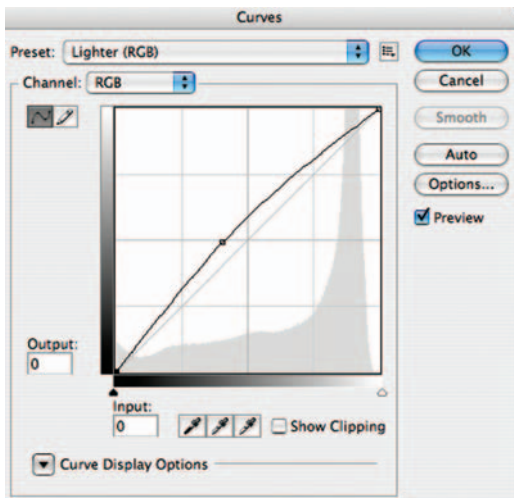 Curves
Preset: Lighter (RGB)
OK
Channel: RGB
Cancel
Smooth
Auto
Options...
Preview
Output:
0
Input:
0
Show Clipping
Curve Display Options